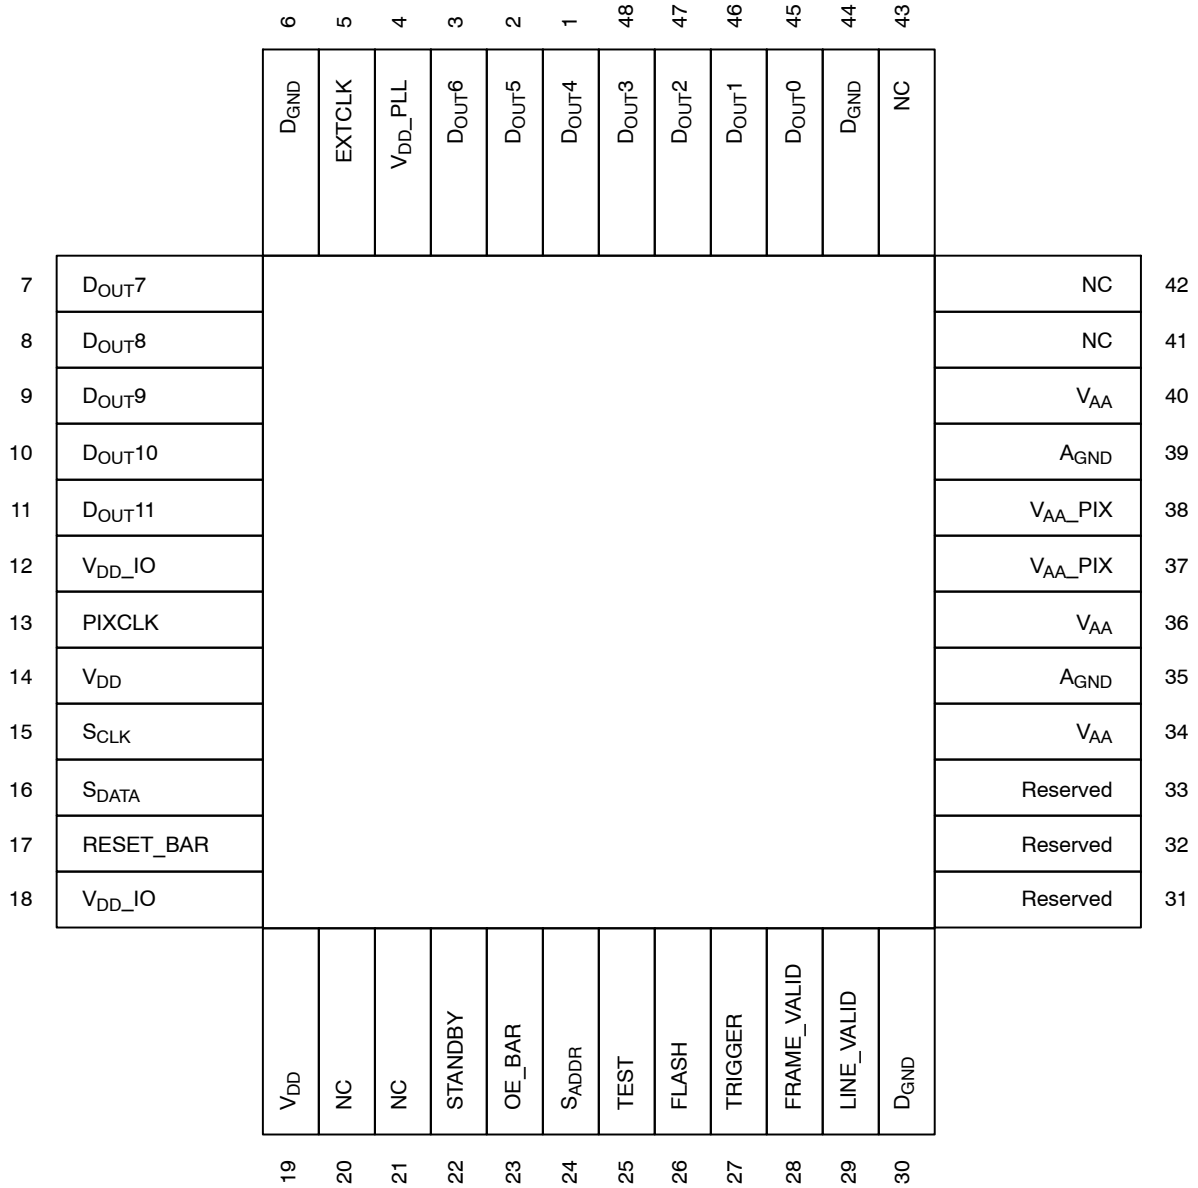 6 5 4 3 2 1 48 47 46 45 44 43
DGND
EXTCLK
VDD_PLL
DOUT6
DOUT5
DOUT4
DOUT3
DOUT2
DOUT1
DOUT0
DGND
NC
7 DOUT7
8 DOUT8
9 DOUT9
10 DOUT10
11 DOUT11
12 VDD_IO
13 PIXCLK
14 VDD
15 SCLK
16 SDATA
17 RESET_BAR
18 VDD_IO
NC 42
NC 41
VAA 40
AGND 39
VAA_PIX 38
VAA_PIX 37
VAA 36
AGND 35
VAA 34
Reserved 33
Reserved 32
Reserved 31
VDD
NC
NC
STANDBY
OE_BAR
SADDR
TEST
FLASH
TRIGGER
FRAME_VALID
LINE_VALID
DGND
19 20 21 22 23 24 25 26 27 28 29 30